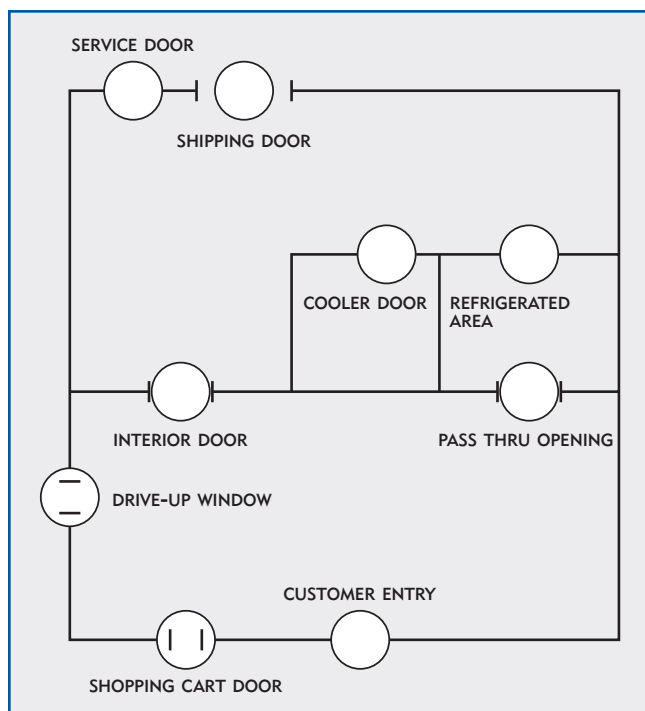 SERVICE DOOR
SHIPPING DOOR
COOLER DOOR
REFRIGERATED
AREA
INTERIOR DOOR
PASS THRU OPENING
DRIVE-UP WINDOW
CUSTOMER ENTRY
SHOPPING CART DOOR